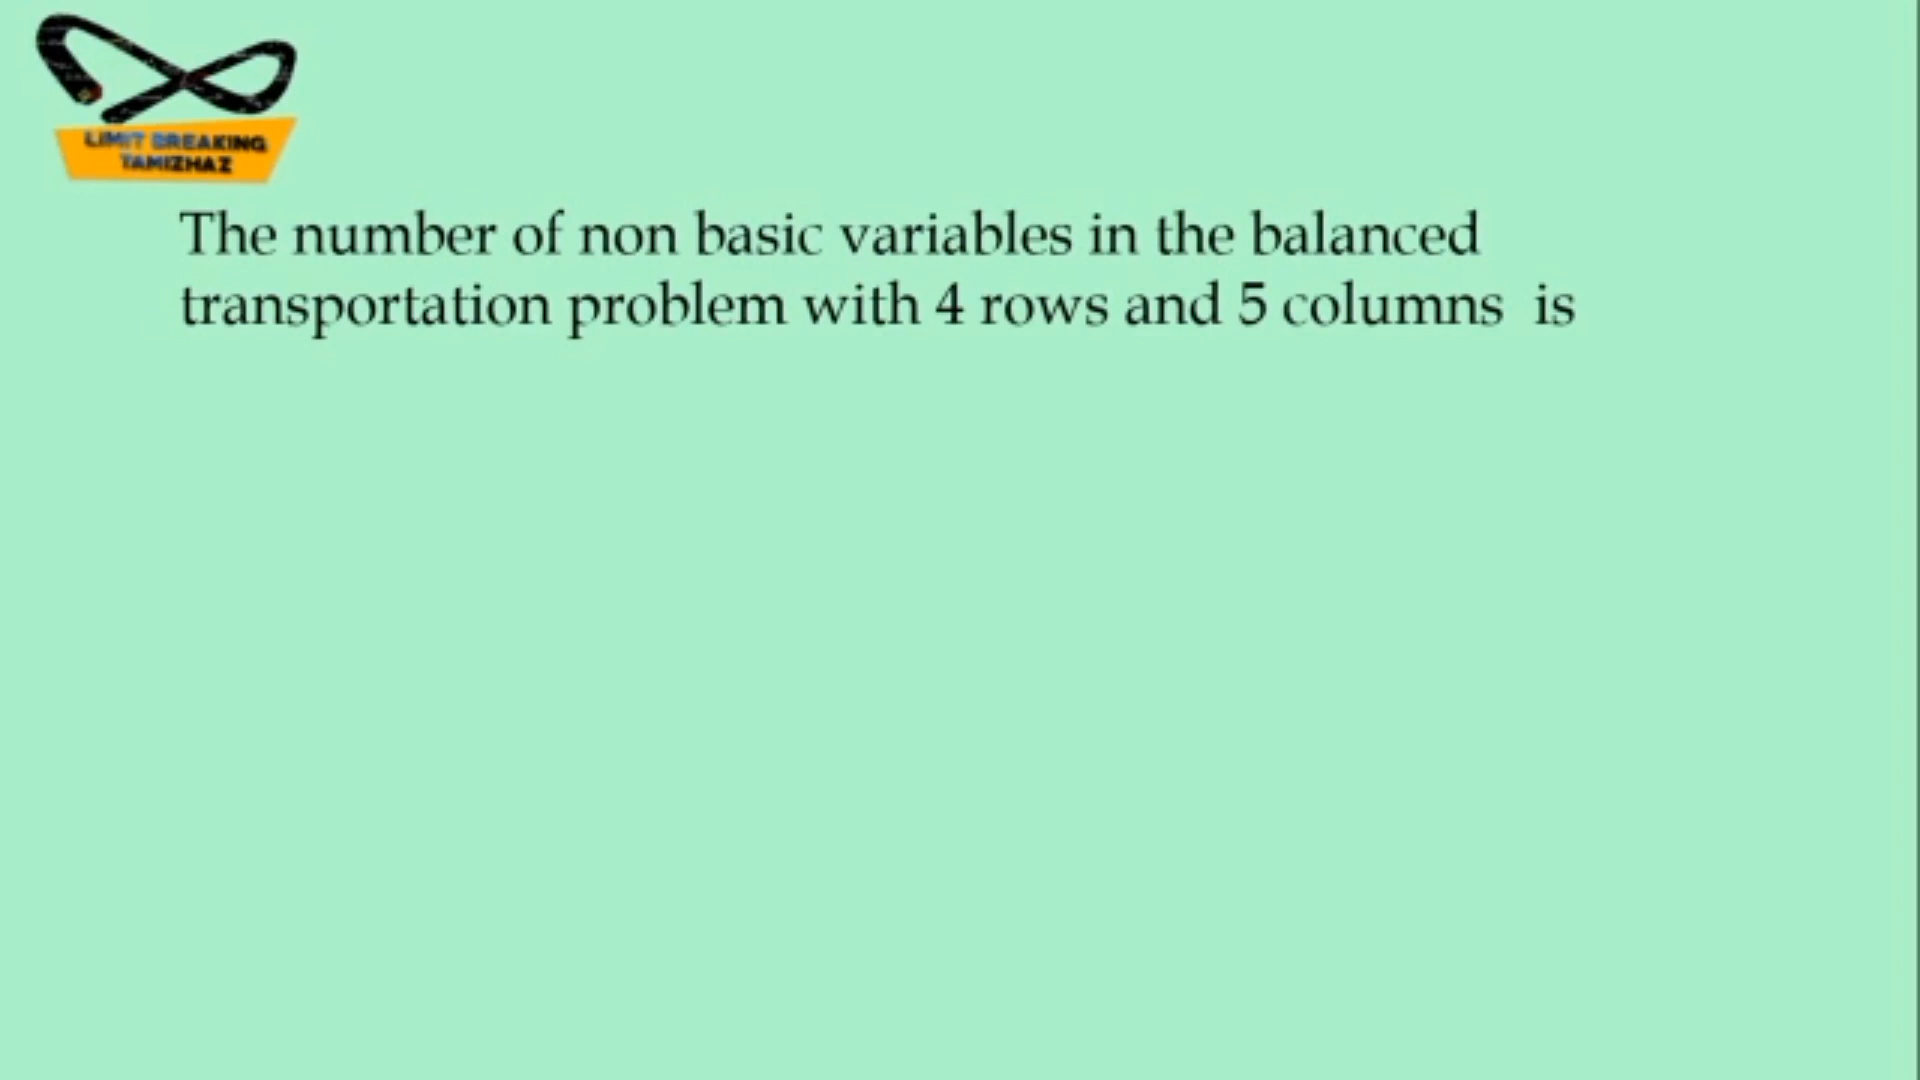 LIMIT BREAKING
TAMIZHAZ
The number of non basic variables in the balanced
transportation problem with 4 rows and 5 columns is